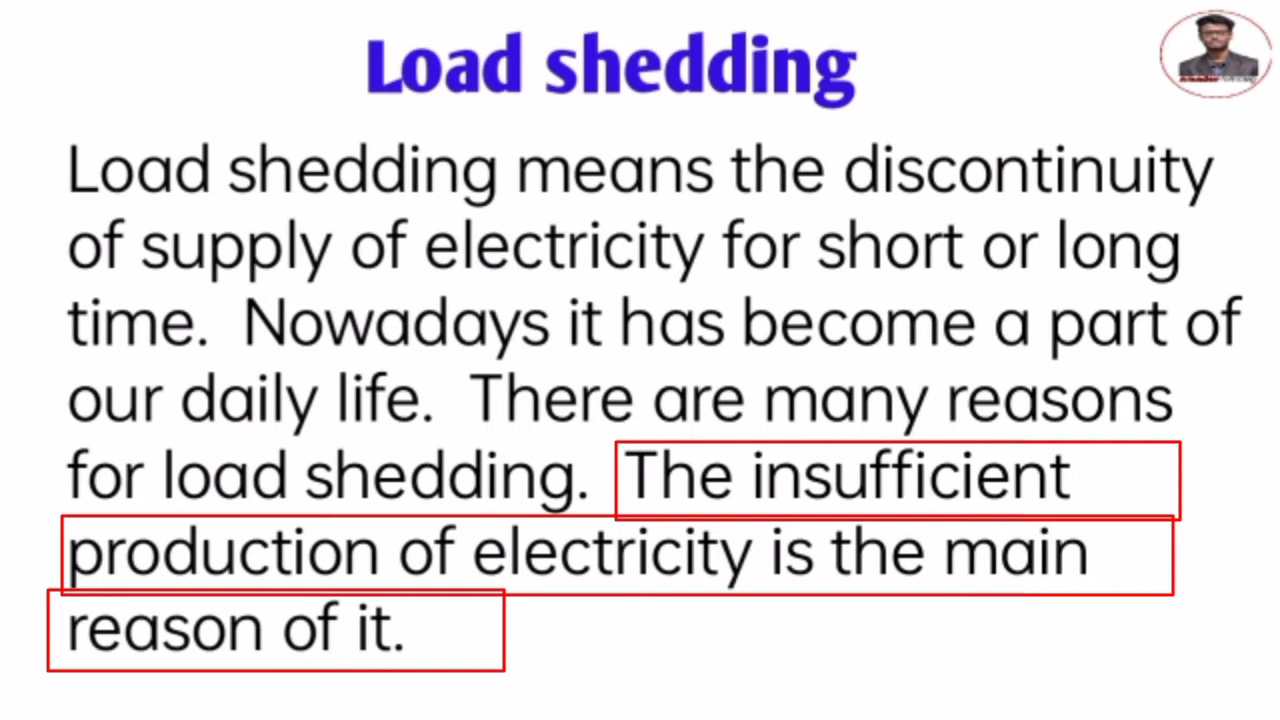 Load shedding
Load shedding means the discontinuity
of supply of electricity for short or long
time. Nowadays it has become a part of
our daily life. There are many reasons
for load shedding. The insufficient
production of electricity is the main
reason of it.